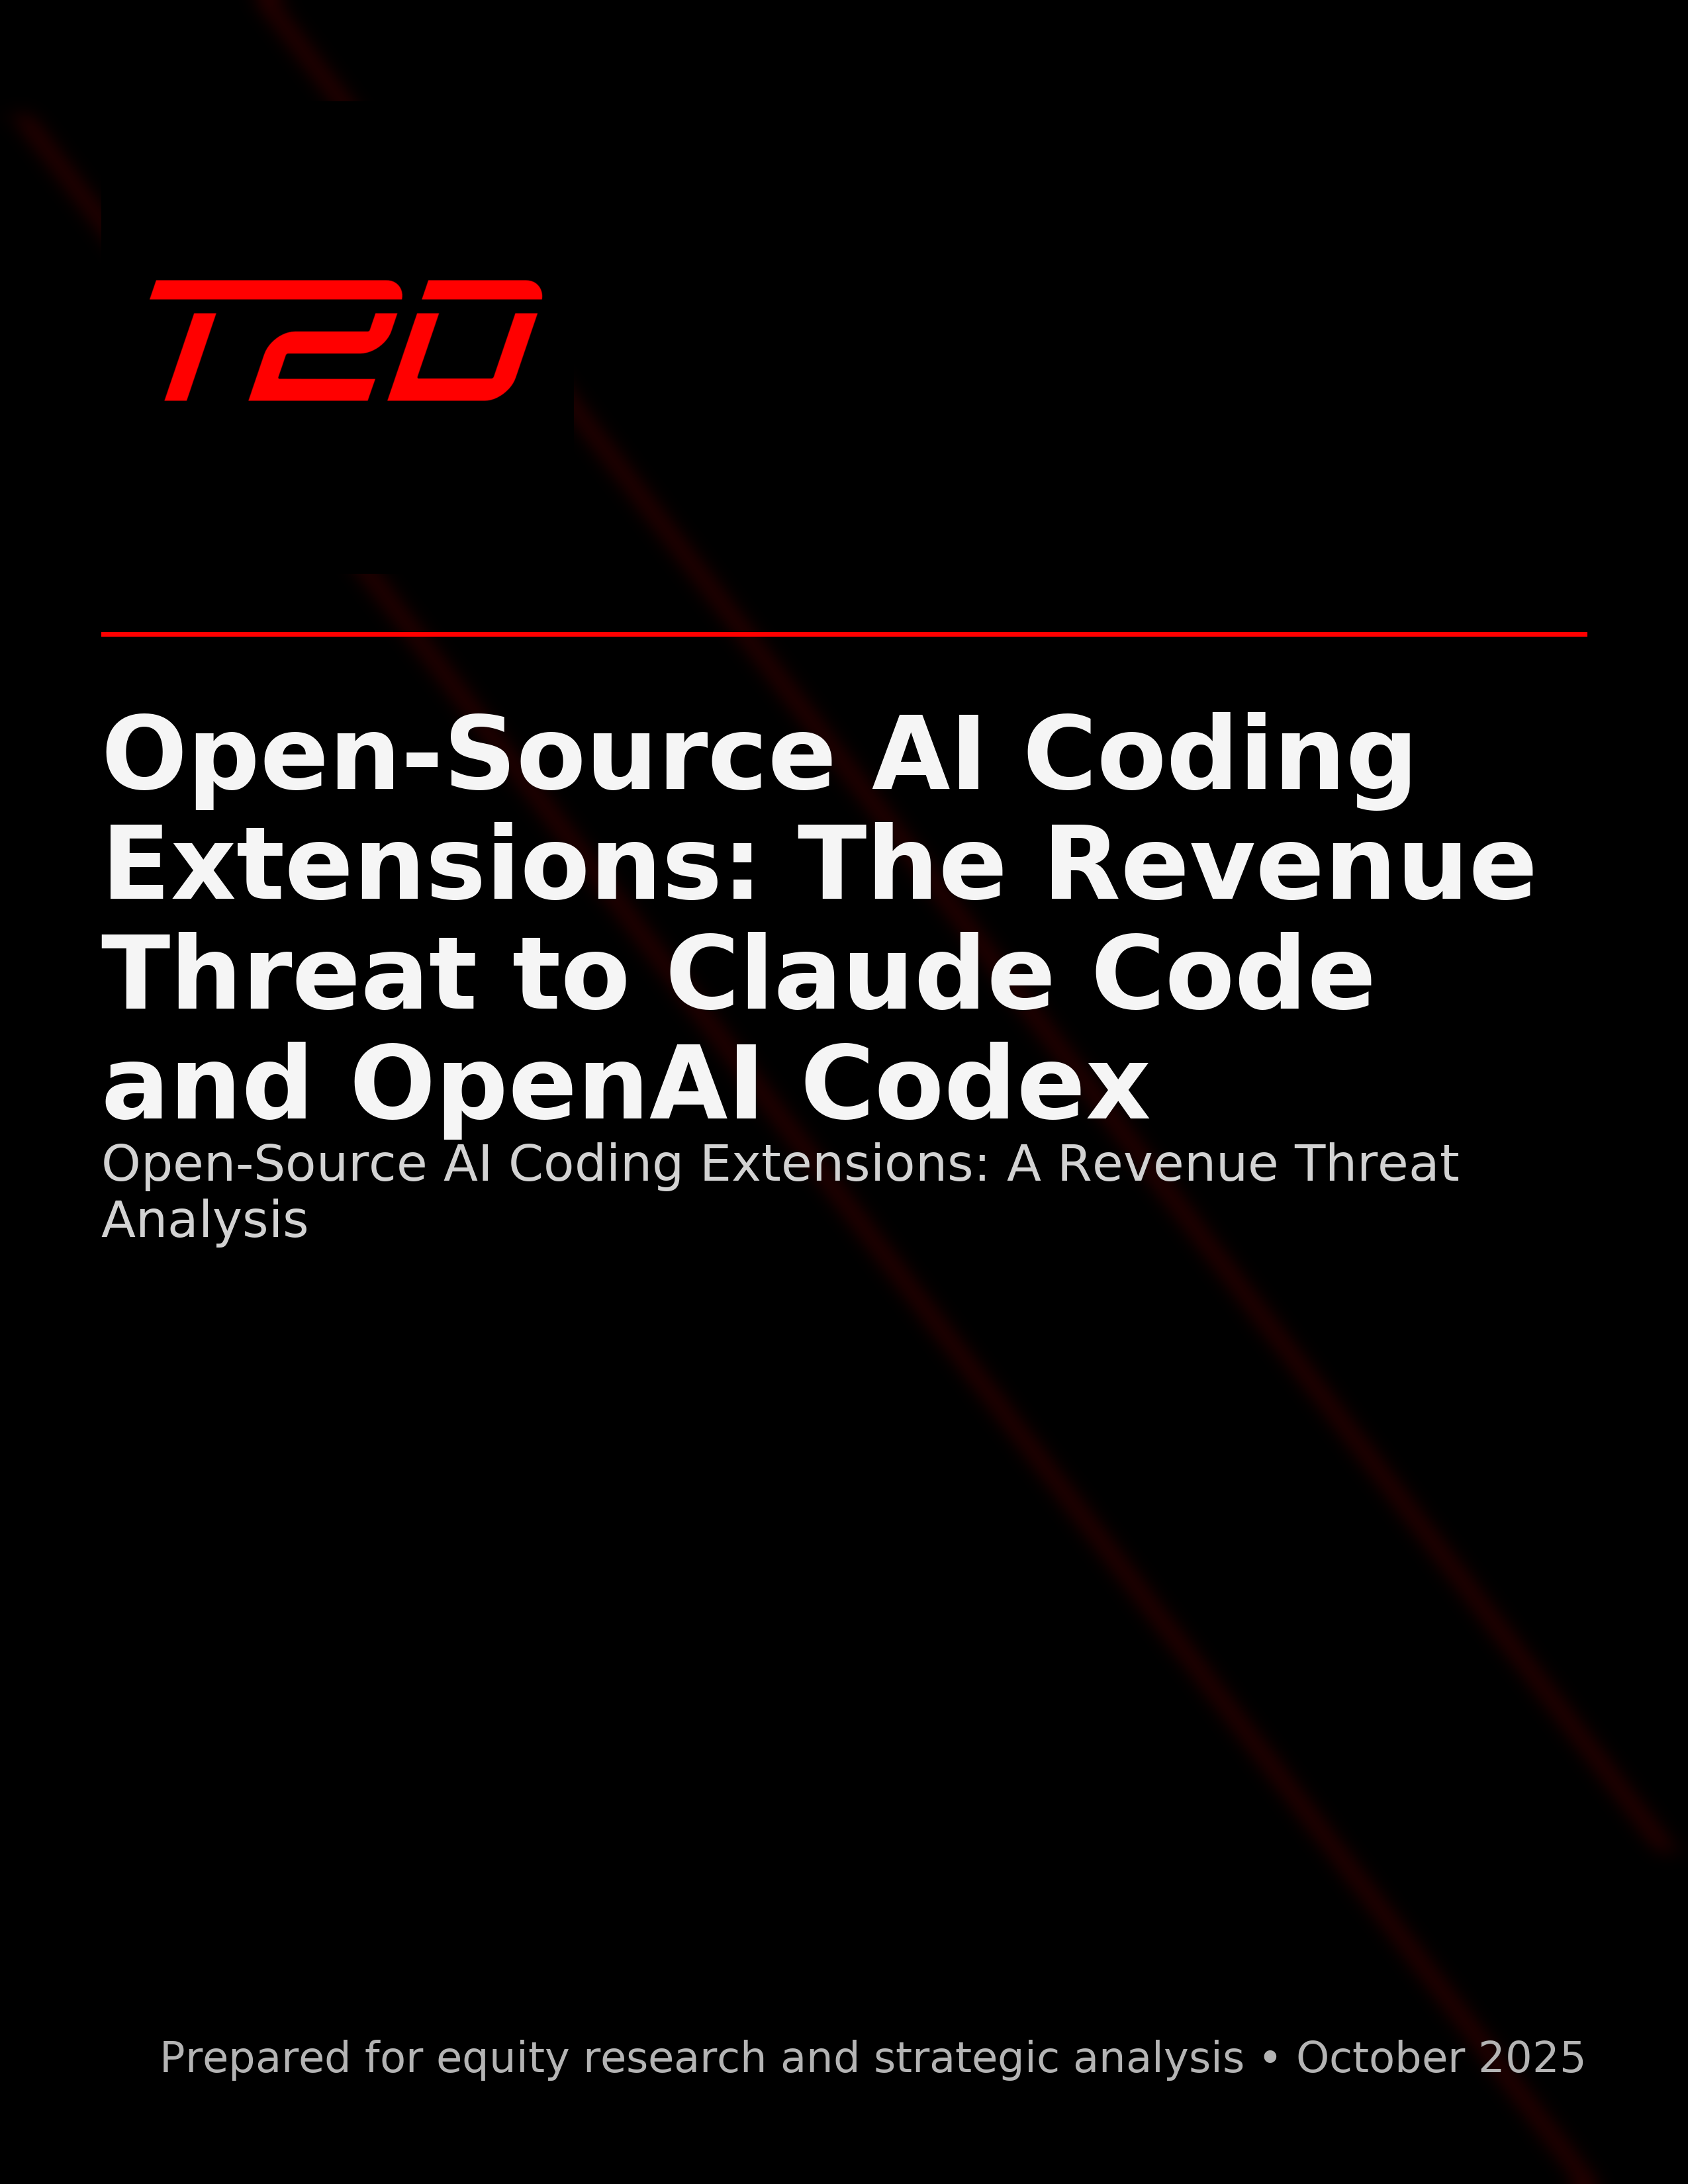 T2D
Open-Source AI Coding
Extensions: The Revenue
Threat to Claude Code
and OpenAI Codex
Open-Source AI Coding Extensions: A Revenue Threat
Analysis
Prepared for equity research and strategic analysis • October 2025